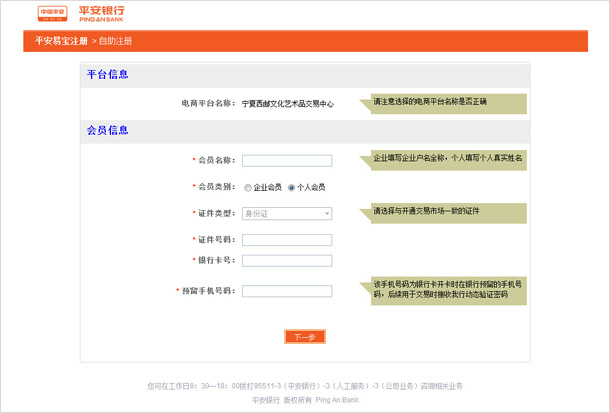 中国平安 平安银行
PING AN BANK
平安易宝注册 > 自助注册
平台信息
电商平台名称： 宁夏西邮文化艺术品交易中心 请注意选择的电商平台名称是否正确
会员信息
* 会员名称： 企业填写企业户名全称，个人填写个人真实姓名
* 会员类别： 企业会员 个人会员
* 证件类型： 身份证 请选择与开通交易市场一致的证件
* 证件号码：
* 银行卡号：
* 预留手机号码： 该手机号码为银行卡开卡时在银行预留的手机号
码，后续用于交易时接收我行动态验证密码
下一步
您可在工作日8：30—18：00拨打95511-3（平安银行）-3（人工服务）-3（公司业务）咨询相关业务
平安银行 版权所有 Ping An Bank